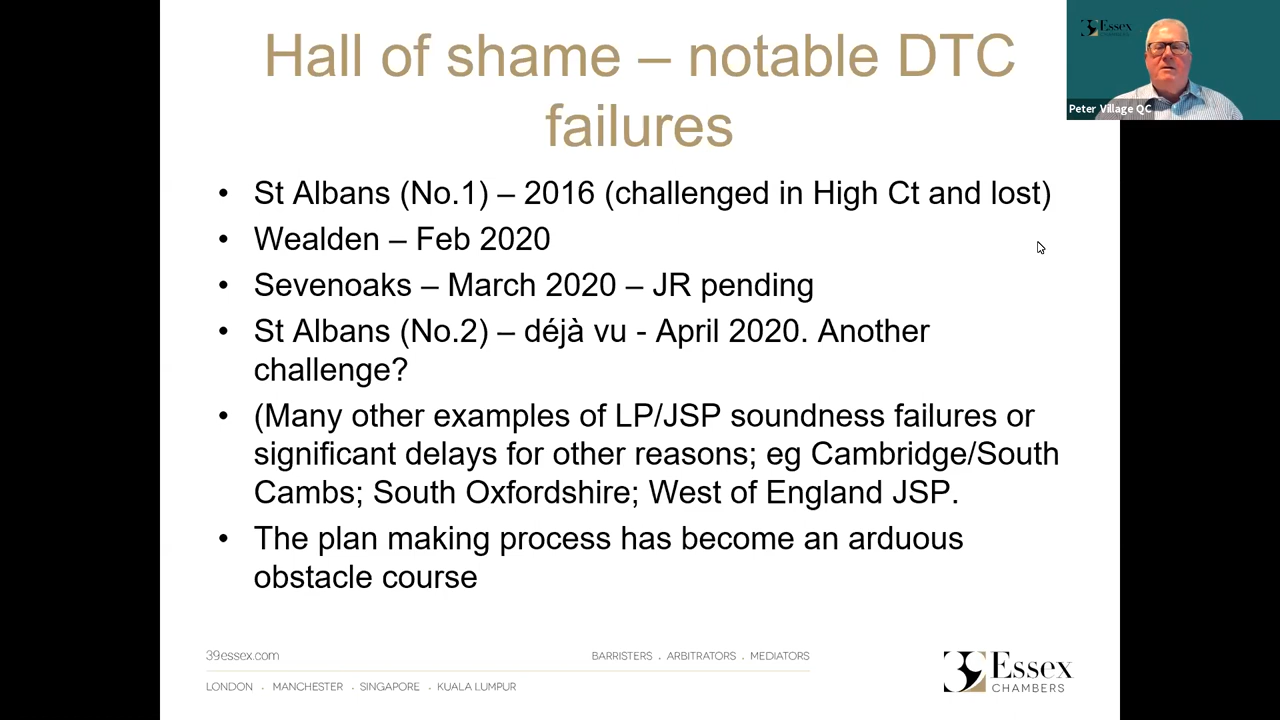 Hall of shame – notable DTC
failures
• St Albans (No.1) – 2016 (challenged in High Ct and lost)
• Wealden – Feb 2020
• Sevenoaks – March 2020 – JR pending
• St Albans (No.2) – déjà vu - April 2020. Another
challenge?
• (Many other examples of LP/JSP soundness failures or
significant delays for other reasons; eg Cambridge/South
Cambs; South Oxfordshire; West of England JSP.
• The plan making process has become an arduous
obstacle course
39essex.com
BARRISTERS . ARBITRATORS . MEDIATORS
LONDON . MANCHESTER . SINGAPORE . KUALA LUMPUR
39 Essex
CHAMBERS
39 Essex
CHAMBERS
Peter Village QC